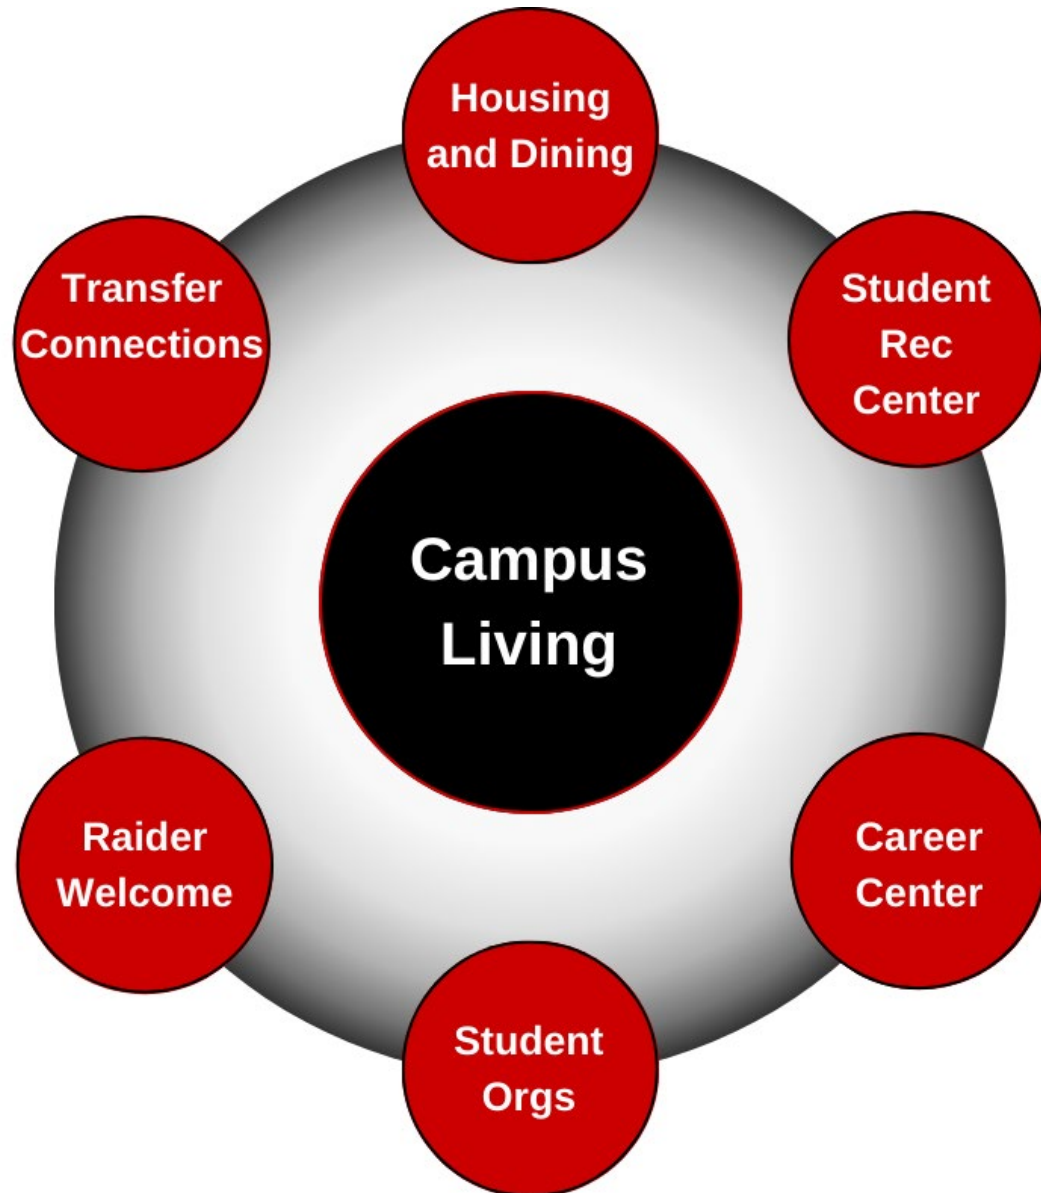 Housing
and Dining
Transfer
Connections
Student
Rec
Center
Campus
Living
Raider
Welcome
Career
Center
Student
Orgs